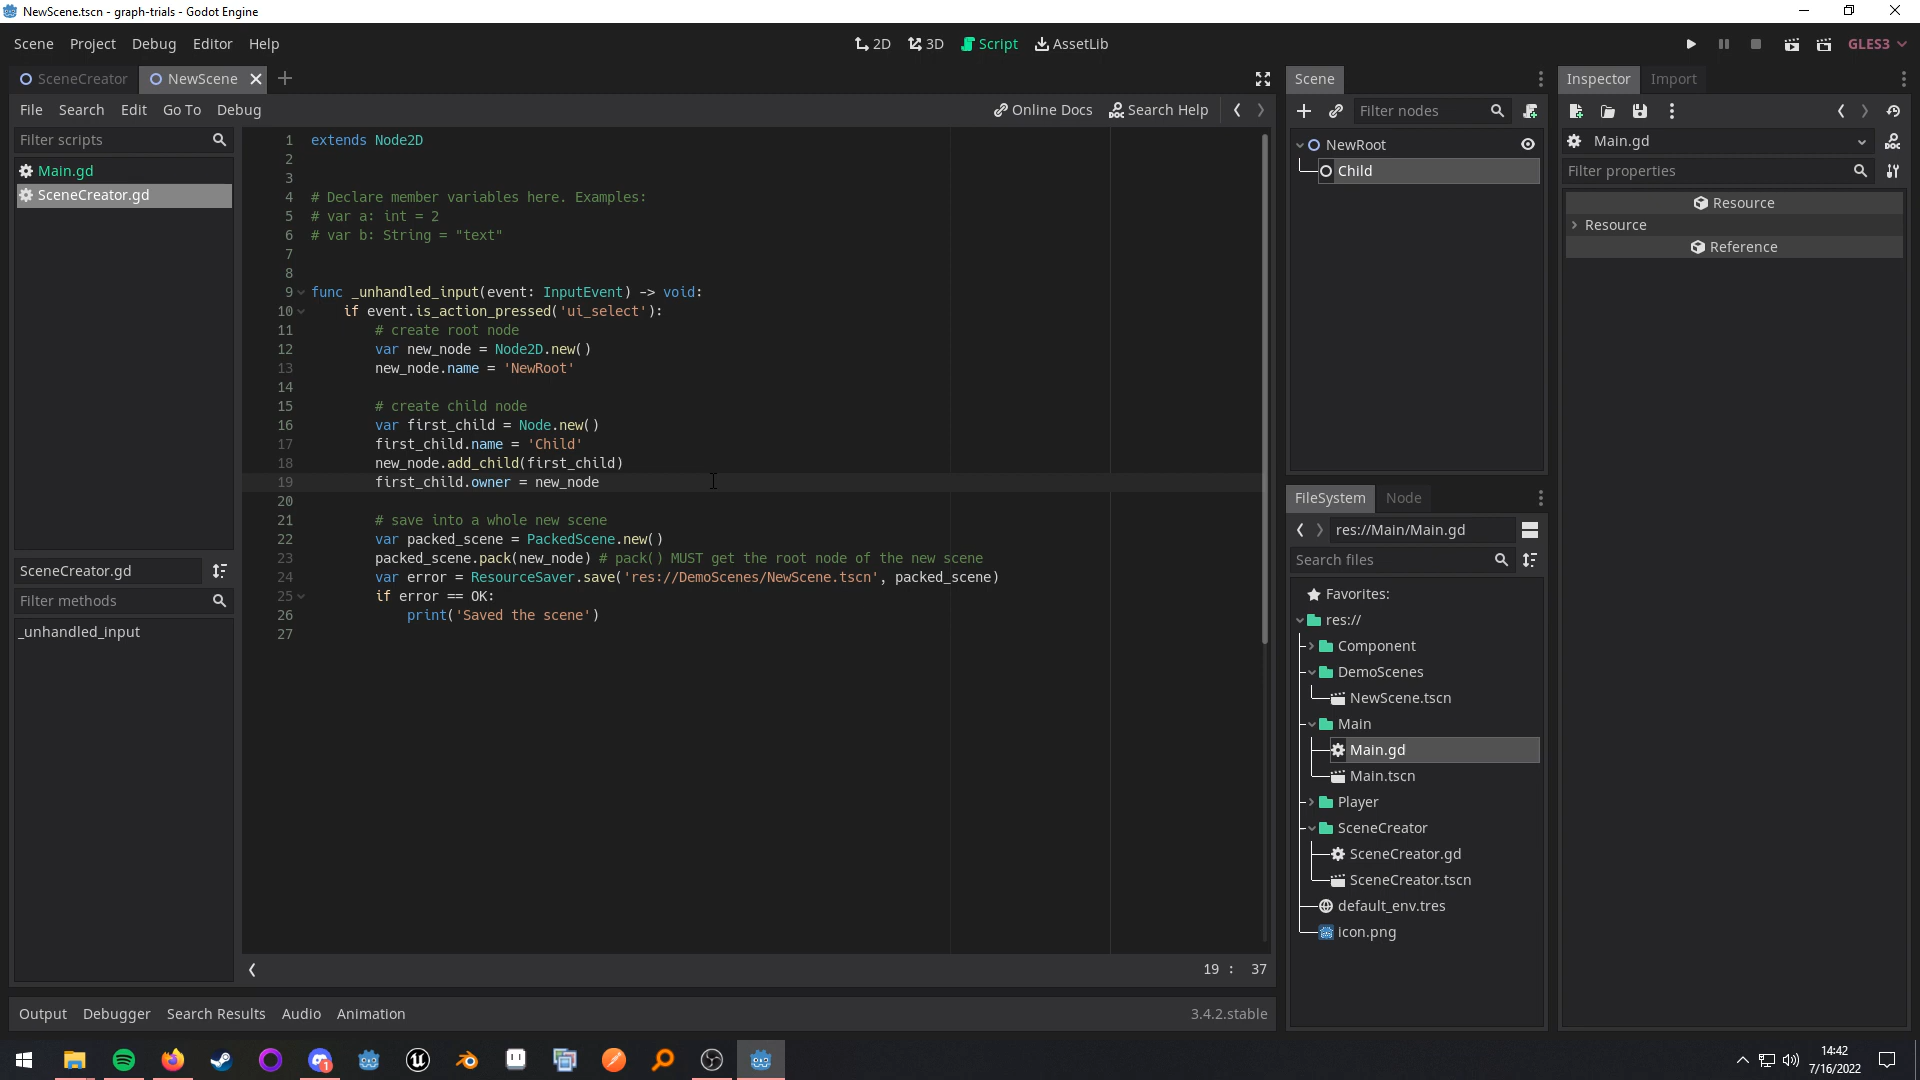 NewScene.tscn - graph-trials - Godot Engine
Scene Project Debug Editor Help
2D 3D Script AssetLib
GLES3
SceneCreator NewScene
File Search Edit Go To Debug
Online Docs Search Help
Filter scripts
Main.gd
SceneCreator.gd
SceneCreator.gd
Filter methods
_unhandled_input
1 extends Node2D
2
3
4 # Declare member variables here. Examples:
5 # var a: int = 2
6 # var b: String = "text"
7
8
9 func _unhandled_input(event: InputEvent) -> void:
10 if event.is_action_pressed('ui_select'):
11 # create root node
12 var new_node = Node2D.new()
13 new_node.name = 'NewRoot'
14
15 # create child node
16 var first_child = Node.new()
17 first_child.name = 'Child'
18 new_node.add_child(first_child)
19 first_child.owner = new_node
20
21 # save into a whole new scene
22 var packed_scene = PackedScene.new()
23 packed_scene.pack(new_node) # pack() MUST get the root node of the new scene
24 var error = ResourceSaver.save('res://DemoScenes/NewScene.tscn', packed_scene)
25 if error == OK:
26 print('Saved the scene')
27
19 : 37
Output Debugger Search Results Audio Animation
3.4.2.stable
Scene
Filter nodes
NewRoot
Child
FileSystem Node
res://Main/Main.gd
Search files
Favorites:
res://
Component
DemoScenes
NewScene.tscn
Main
Main.gd
Main.tscn
Player
SceneCreator
SceneCreator.gd
SceneCreator.tscn
default_env.tres
icon.png
Inspector Import
Main.gd
Filter properties
Resource
Resource
Reference
14:42
7/16/2022